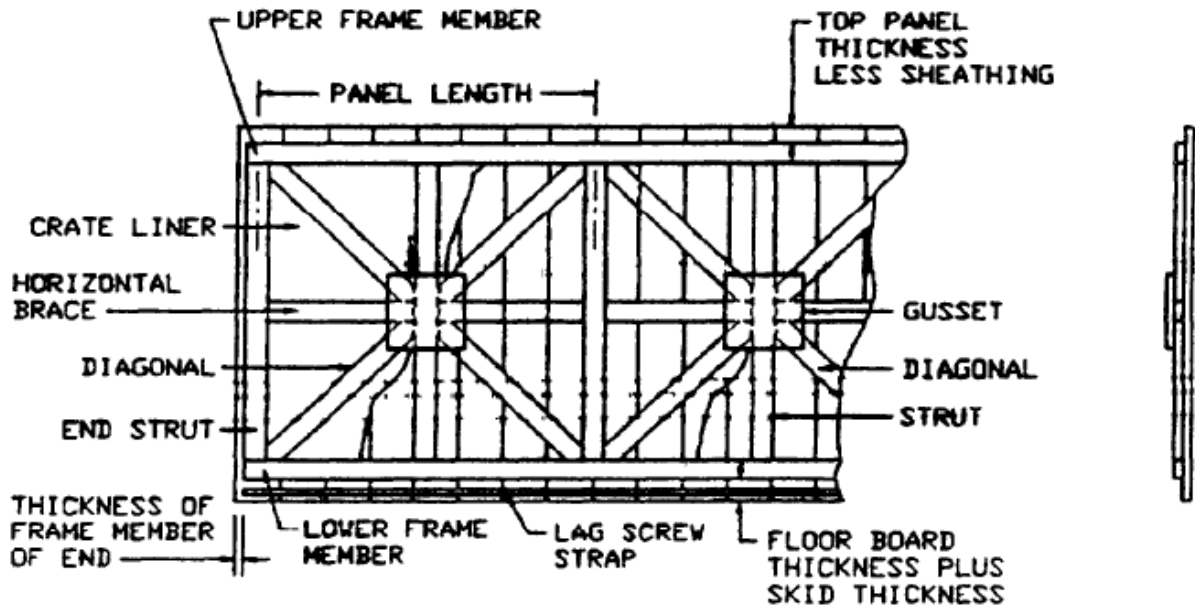 UPPER FRAME MEMBER
TOP PANEL
THICKNESS
LESS SHEATHING
PANEL LENGTH
CRATE LINER
HORIZONTAL
BRACE
GUSSET
DIAGONAL
DIAGONAL
END STRUT
STRUT
THICKNESS OF
FRAME MEMBER
OF END
LOWER FRAME
MEMBER
LAG SCREW
STRAP
FLOOR BOARD
THICKNESS PLUS
SKID THICKNESS